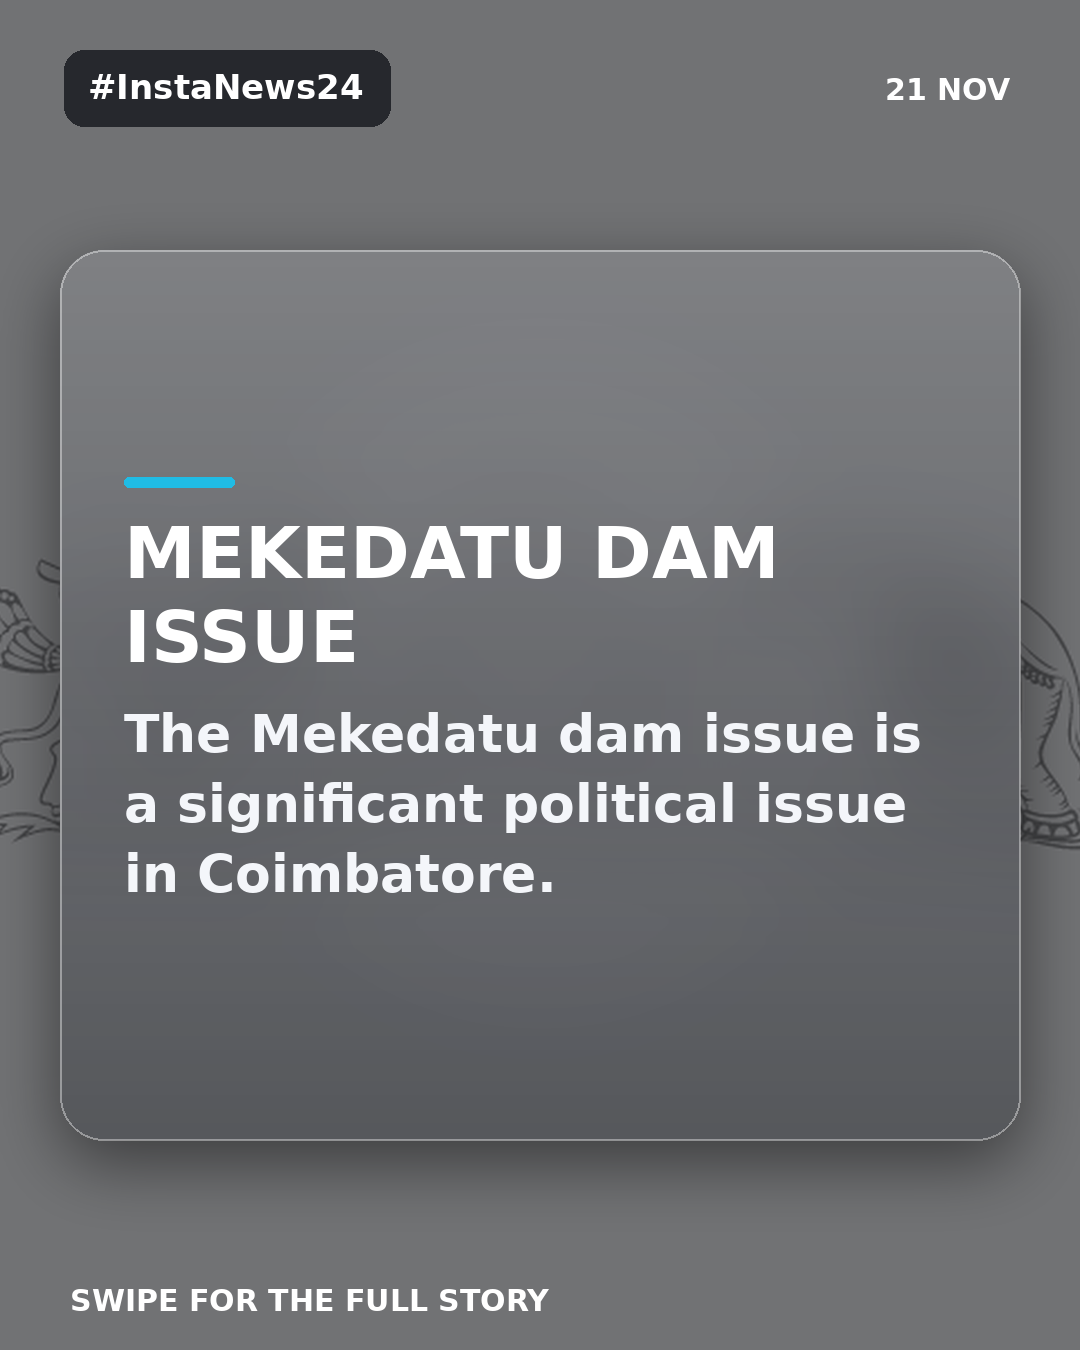 #InstaNews24
21 NOV
MEKEDATU DAM
ISSUE
The Mekedatu dam issue is
a significant political issue
in Coimbatore.
SWIPE FOR THE FULL STORY